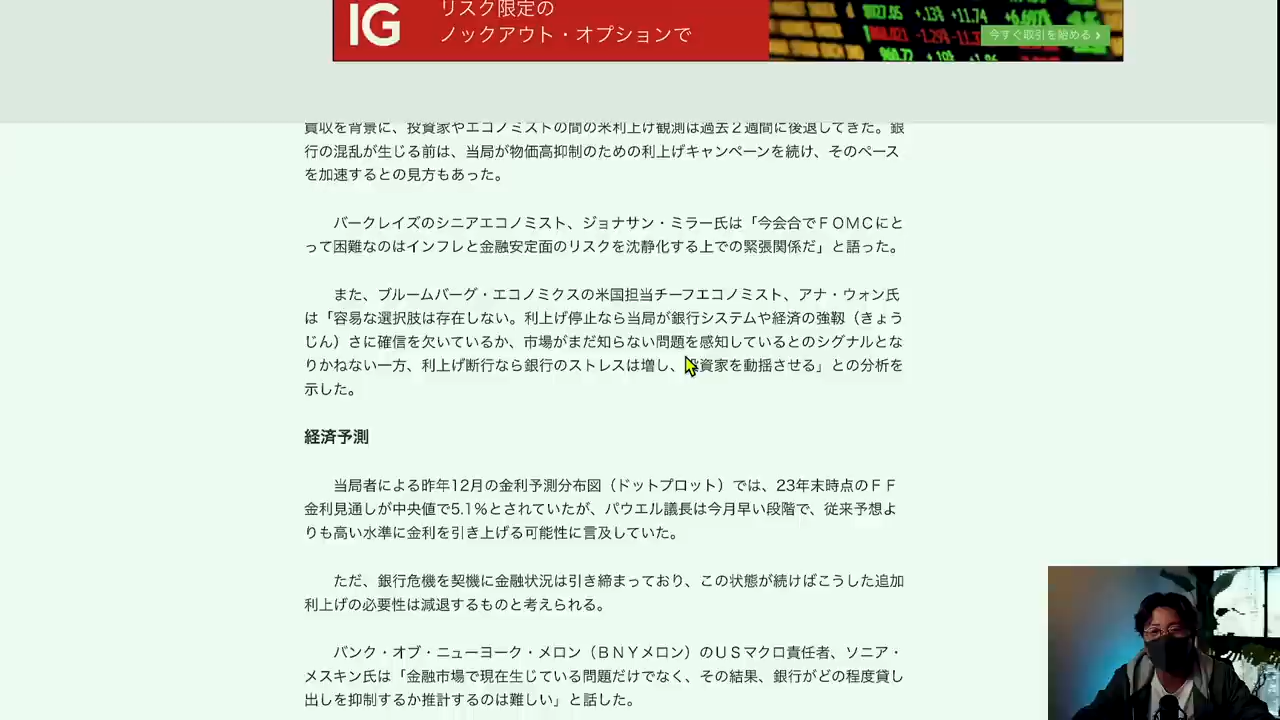 IG
リスク限定の
ノックアウト・オプションで
今すぐ取引を始める
買収を背景に、投資家やエコノミストの間の米利上げ観測は過去２週間に後退してきた。銀
行の混乱が生じる前は、当局が物価高抑制のための利上げキャンペーンを続け、そのペース
を加速するとの見方もあった。
バークレイズのシニアエコノミスト、ジョナサン・ミラー氏は「今会合でＦＯＭＣにと
って困難なのはインフレと金融安定面のリスクを沈静化する上での緊張関係だ」と語った。
また、ブルームバーグ・エコノミクスの米国担当チーフエコノミスト、アナ・ウォン氏
は「容易な選択肢は存在しない。利上げ停止なら当局が銀行システムや経済の強靱（きょう
じん）さに確信を欠いているか、市場がまだ知らない問題を感知しているとのシグナルとな
りかねない一方、利上げ断行なら銀行のストレスは増し、資家を動揺させる」との分析を
示した。
経済予測
当局者による昨年12月の金利予測分布図（ドットプロット）では、23年末時点のＦＦ
金利見通しが中央値で5.1％とされていたが、パウエル議長は今月早い段階で、従来予想よ
りも高い水準に金利を引き上げる可能性に言及していた。
ただ、銀行危機を契機に金融状況は引き締まっており、この状態が続けばこうした追加
利上げの必要性は減退するものと考えられる。
バンク・オブ・ニューヨーク・メロン（ＢＮＹメロン）のＵＳマクロ責任者、ソニア・
メスキン氏は「金融市場で現在生じている問題だけでなく、その結果、銀行がどの程度貸し
出しを抑制するか推計するのは難しい」と話した。